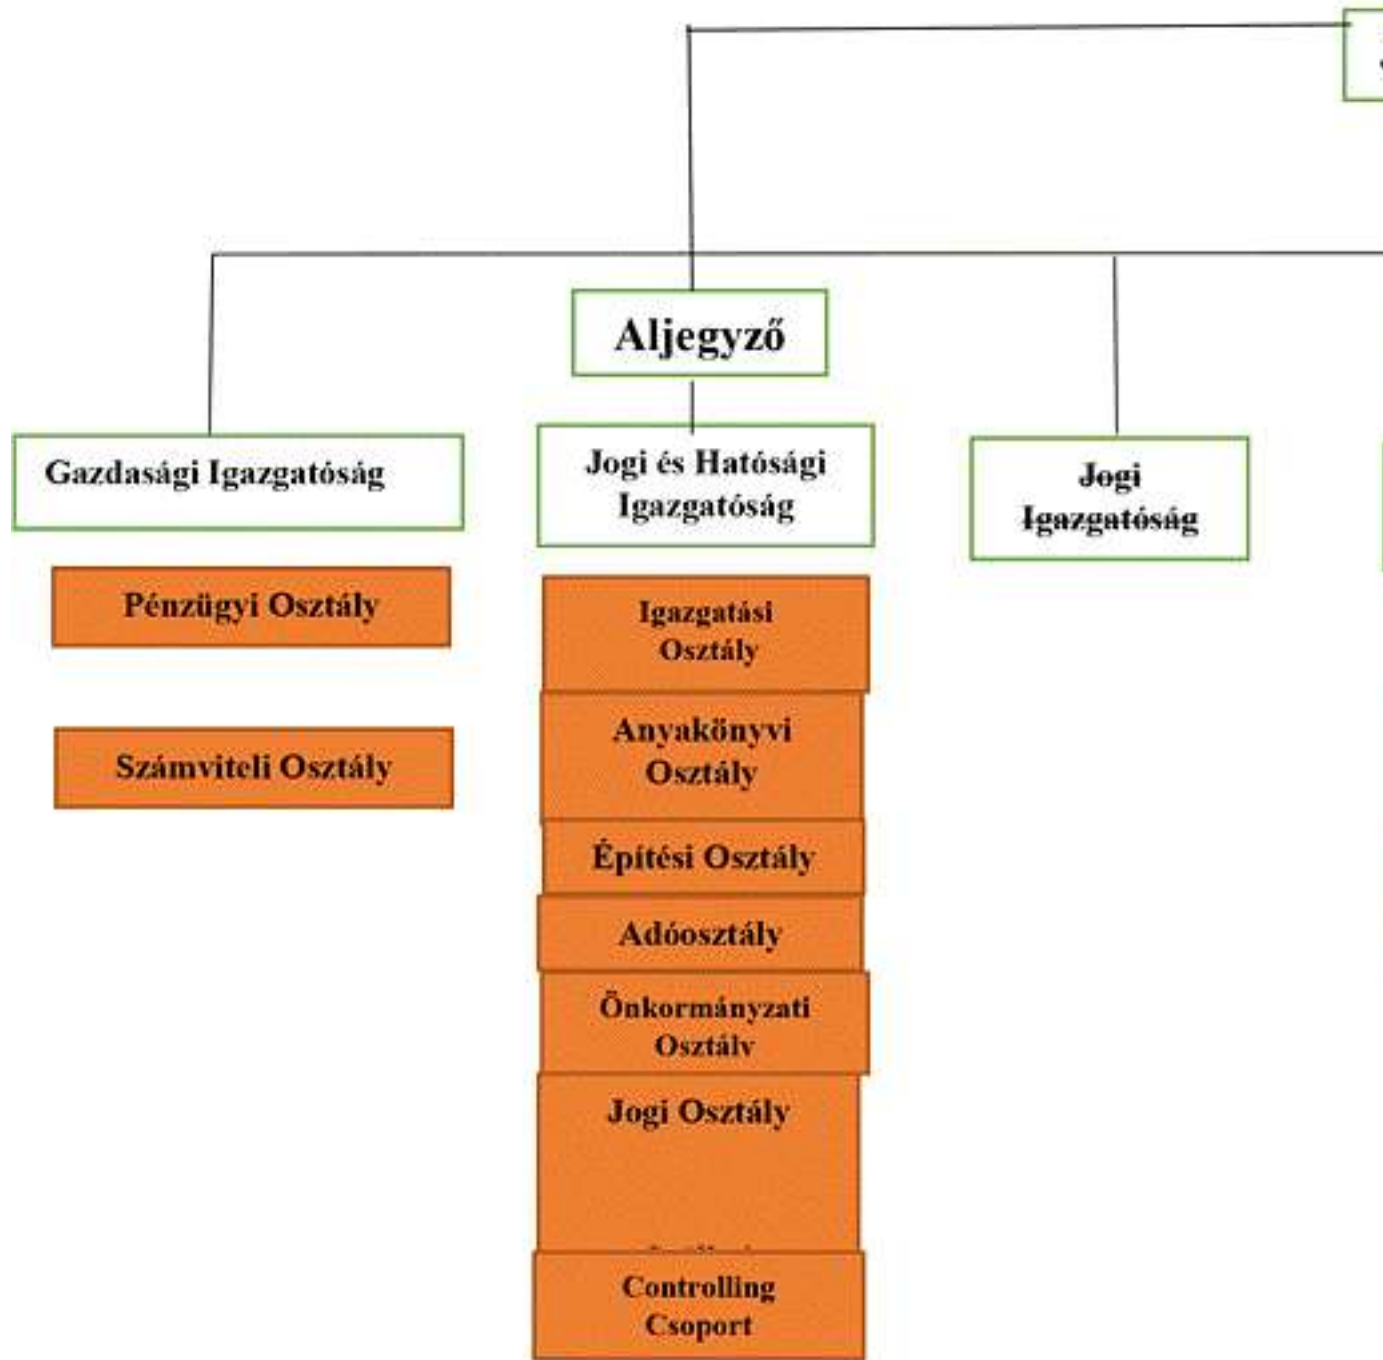 Aljegyző
Gazdasági Igazgatóság
Jogi és Hatósági
Igazgatóság
Jogi
Igazgatóság
Pénzügyi Osztály
Számviteli Osztály
Igazgatási
Osztály
Anyakönyvi
Osztály
Építési Osztály
Adóosztály
Önkormányzati
Osztály
Jogi Osztály
Controlling
Csoport